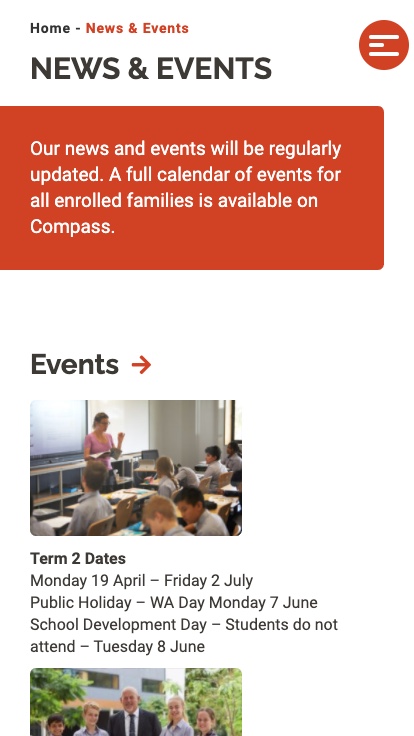 Home - News & Events
NEWS & EVENTS
Our news and events will be regularly
updated. A full calendar of events for
all enrolled families is available on
Compass.
Events →
Term 2 Dates
Monday 19 April – Friday 2 July
Public Holiday – WA Day Monday 7 June
School Development Day – Students do not
attend – Tuesday 8 June